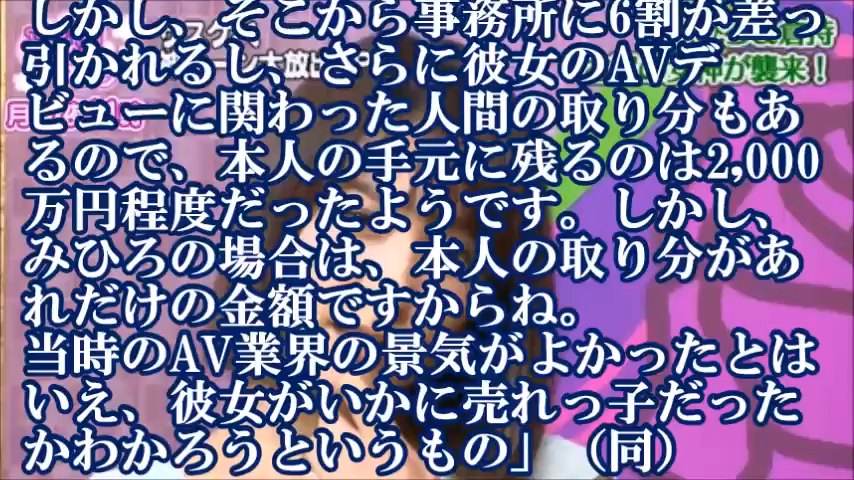 しかし、そこから事務所に6割が差っ
引かれるし、さらに彼女のAVデ
ビューに関わった人間の取り分もあ
るので、本人の手元に残るのは2,000
万円程度だったようです。しかし、
みひろの場合は、本人の取り分があ
れだけの金額ですからね。
当時のAV業界の景気がよかったとは
いえ、彼女がいかに売れっ子だった
かわかろうというもの」（同）
が襲来！